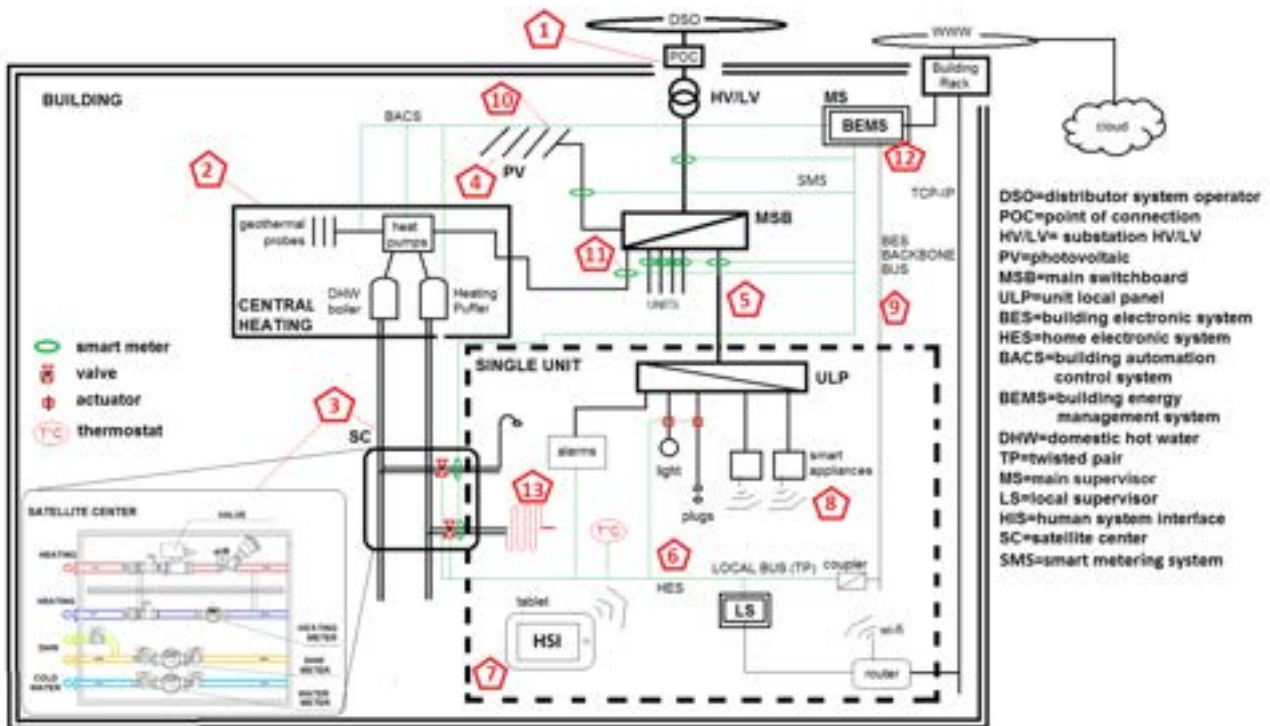 DSO
1
POC
WWW
Building
Rack
BUILDING
10
HV/LV
MS
BACS
BEMS
cloud
12
2
4
PV
SMS
TCP-IP
MSB
geothermal
probes
heat
pumps
11
BES
BACKBONE
BUS
UNITS
5
9
DHW
boiler
Heating
Puffer
CENTRAL
HEATING
smart meter
valve
actuator
T°C
thermostat
3
SC
SINGLE UNIT
ULP
alarms
light
plugs
smart
appliances
8
13
T°C
6
HES
LOCAL BUS (TP)
coupler
LS
tablet
HSI
7
wi-fi
router
SATELLITE CENTER
VALVE
HEATING
HEATING
HEATING
METER
DHW
DHW
METER
COLD
WATER
WATER
METER
DSO=distributor system operator
POC=point of connection
HV/LV= substation HV/LV
PV=photovoltaic
MSB=main switchboard
ULP=unit local panel
BES=building electronic system
HES=home electronic system
BACS=building automation
control system
BEMS=building energy
management system
DHW=domestic hot water
TP=twisted pair
MS=main supervisor
LS=local supervisor
HIS=human system interface
SC=satellite center
SMS=smart metering system